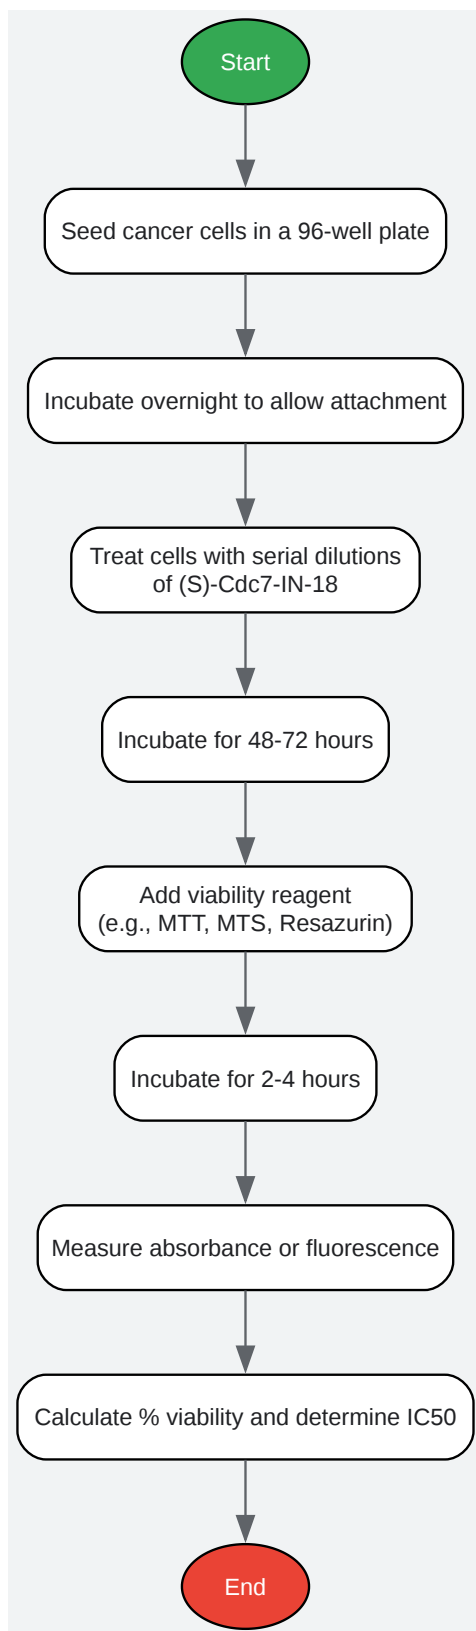 Start
Seed cancer cells in a 96-well plate
Incubate overnight to allow attachment
Treat cells with serial dilutions
of (S)-Cdc7-IN-18
Incubate for 48-72 hours
Add viability reagent
(e.g., MTT, MTS, Resazurin)
Incubate for 2-4 hours
Measure absorbance or fluorescence
Calculate % viability and determine IC50
End